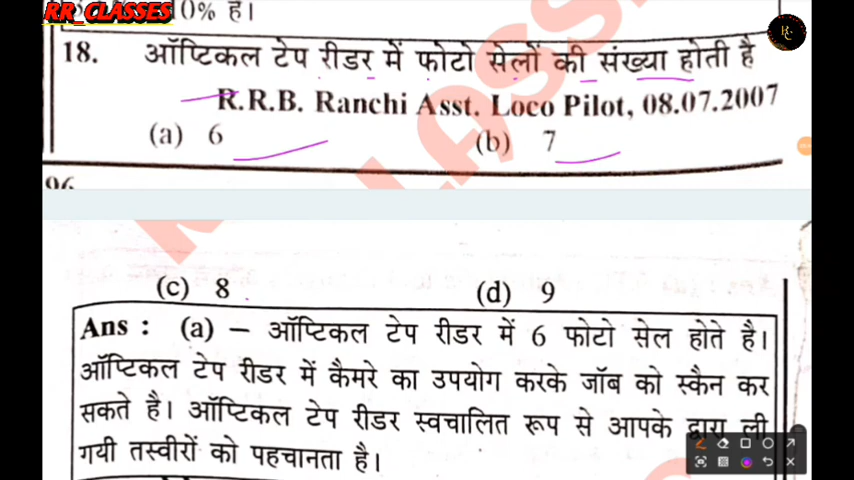 RR_CLASSES
0% है।
18. ऑप्टिकल टेप रीडर में फोटो सेलों की संख्या होती है
R.R.B. Ranchi Asst. Loco Pilot, 08.07.2007
(a) 6 (b) 7
96
(c) 8 (d) 9
Ans : (a) – ऑप्टिकल टेप रीडर में 6 फोटो सेल होते है।
ऑप्टिकल टेप रीडर में कैमरे का उपयोग करके जॉब को स्कैन कर
सकते है। ऑप्टिकल टेप रीडर स्वचालित रूप से आपके द्वारा ली
गयी तस्वीरों को पहचानता है।